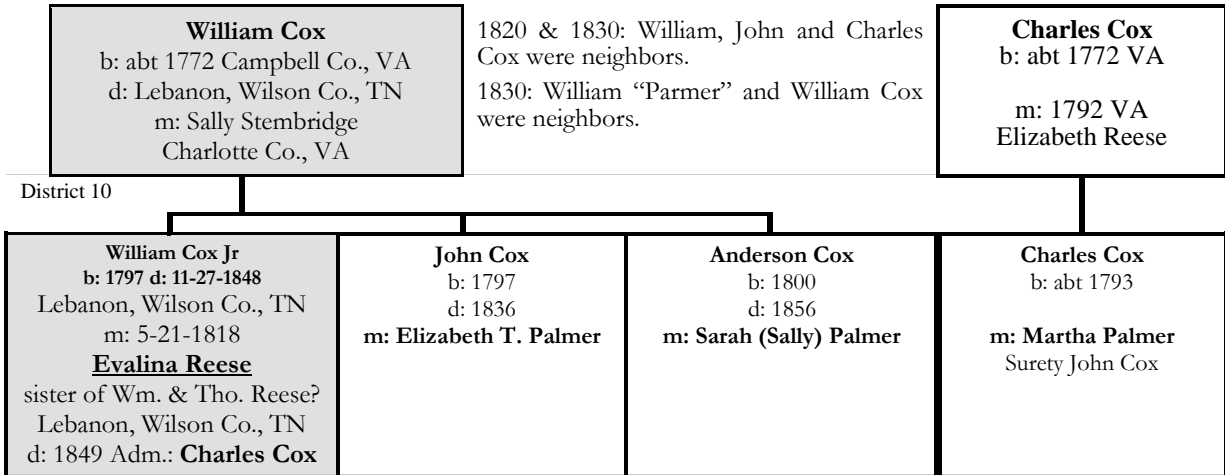 William Cox
b: abt 1772 Campbell Co., VA
d: Lebanon, Wilson Co., TN
m: Sally Stembridge
Charlotte Co., VA
1820 & 1830: William, John and Charles
Cox were neighbors.
1830: William “Parmer” and William Cox
were neighbors.
Charles Cox
b: abt 1772 VA
m: 1792 VA
Elizabeth Reese
District 10
William Cox Jr
b: 1797 d: 11-27-1848
Lebanon, Wilson Co., TN
m: 5-21-1818
Evalina Reese
sister of Wm. & Tho. Reese?
Lebanon, Wilson Co., TN
d: 1849 Adm.: Charles Cox
John Cox
b: 1797
d: 1836
m: Elizabeth T. Palmer
Anderson Cox
b: 1800
d: 1856
m: Sarah (Sally) Palmer
Charles Cox
b: abt 1793
m: Martha Palmer
Surety John Cox